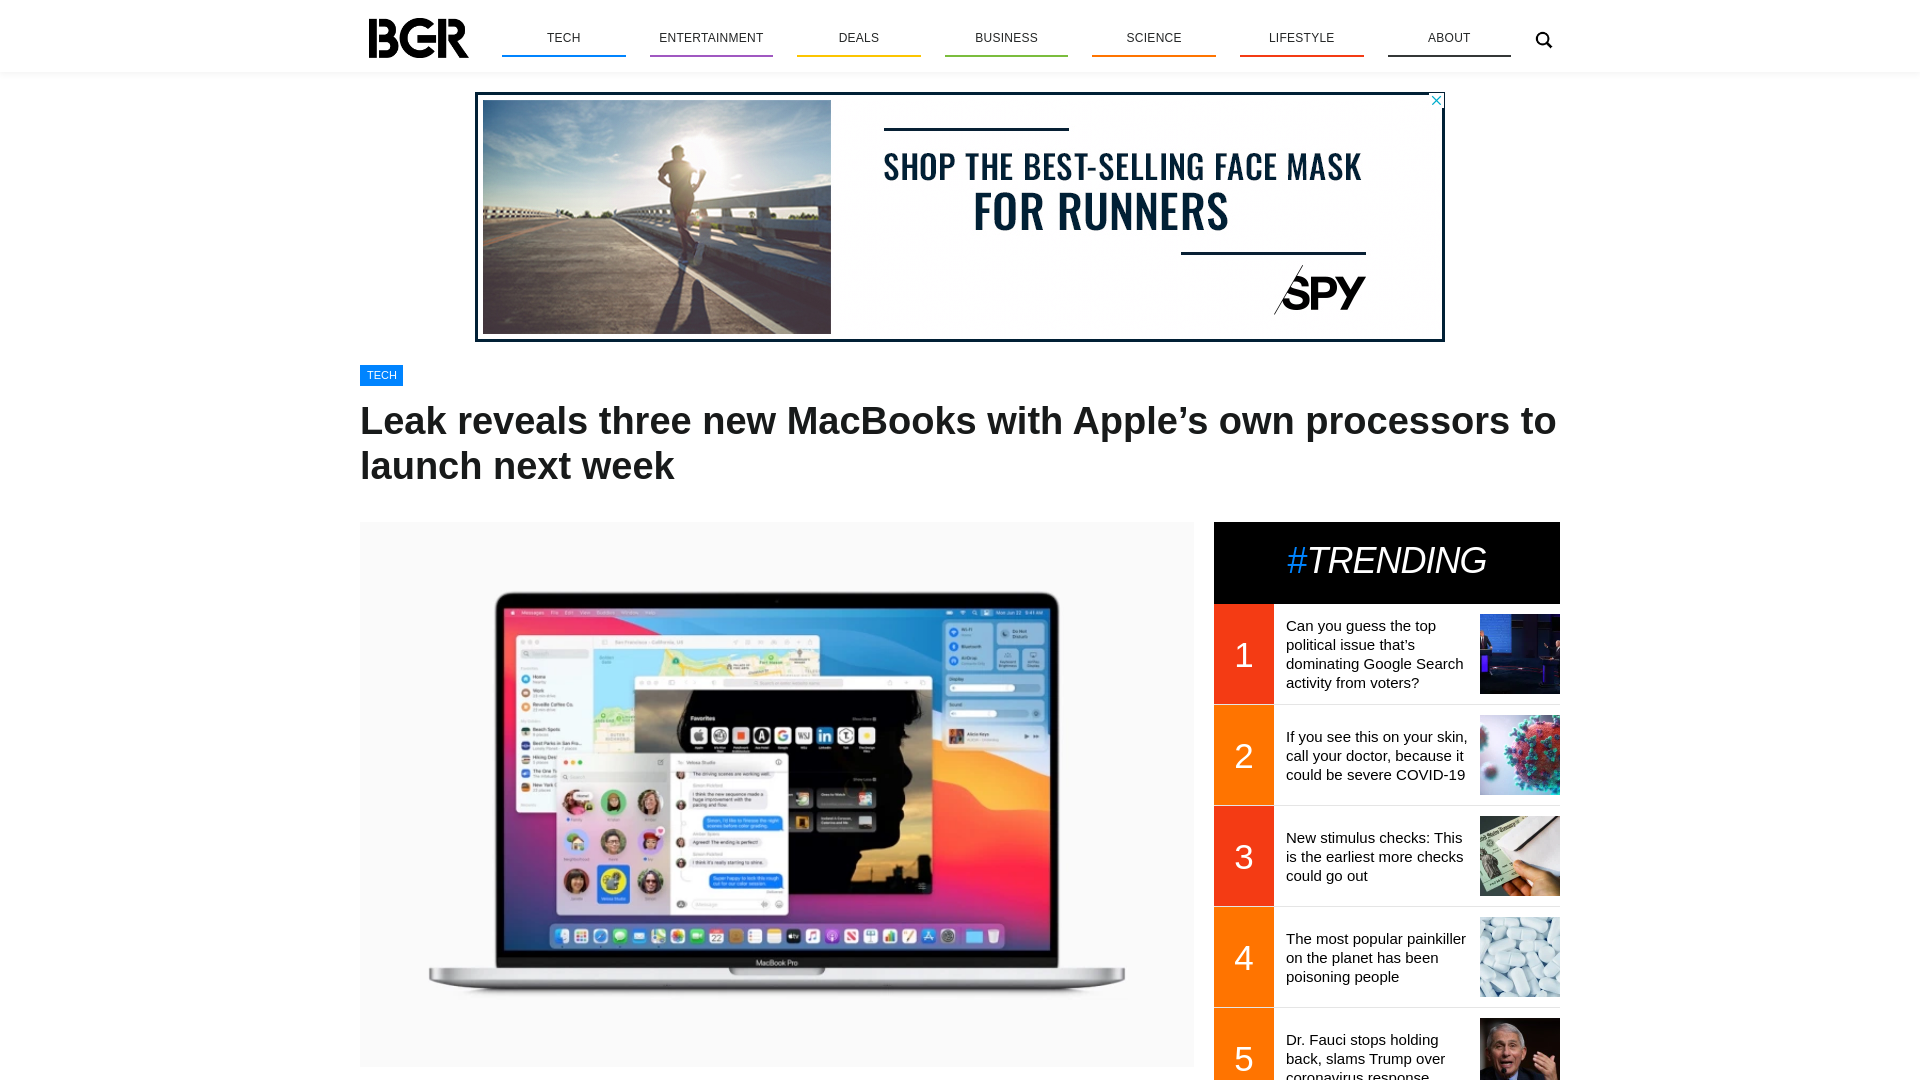 BGR
TECH
ENTERTAINMENT
DEALS
BUSINESS
SCIENCE
LIFESTYLE
ABOUT
SHOP THE BEST-SELLING FACE MASK
FOR RUNNERS
SPY
TECH
Leak reveals three new MacBooks with Apple’s own processors to
launch next week
Favorites
MacBook Pro
#TRENDING
1
Can you guess the top
political issue that’s
dominating Google Search
activity from voters?
2
If you see this on your skin,
call your doctor, because it
could be severe COVID-19
3
New stimulus checks: This
is the earliest more checks
could go out
4
The most popular painkiller
on the planet has been
poisoning people
5
Dr. Fauci stops holding
back, slams Trump over
coronavirus response